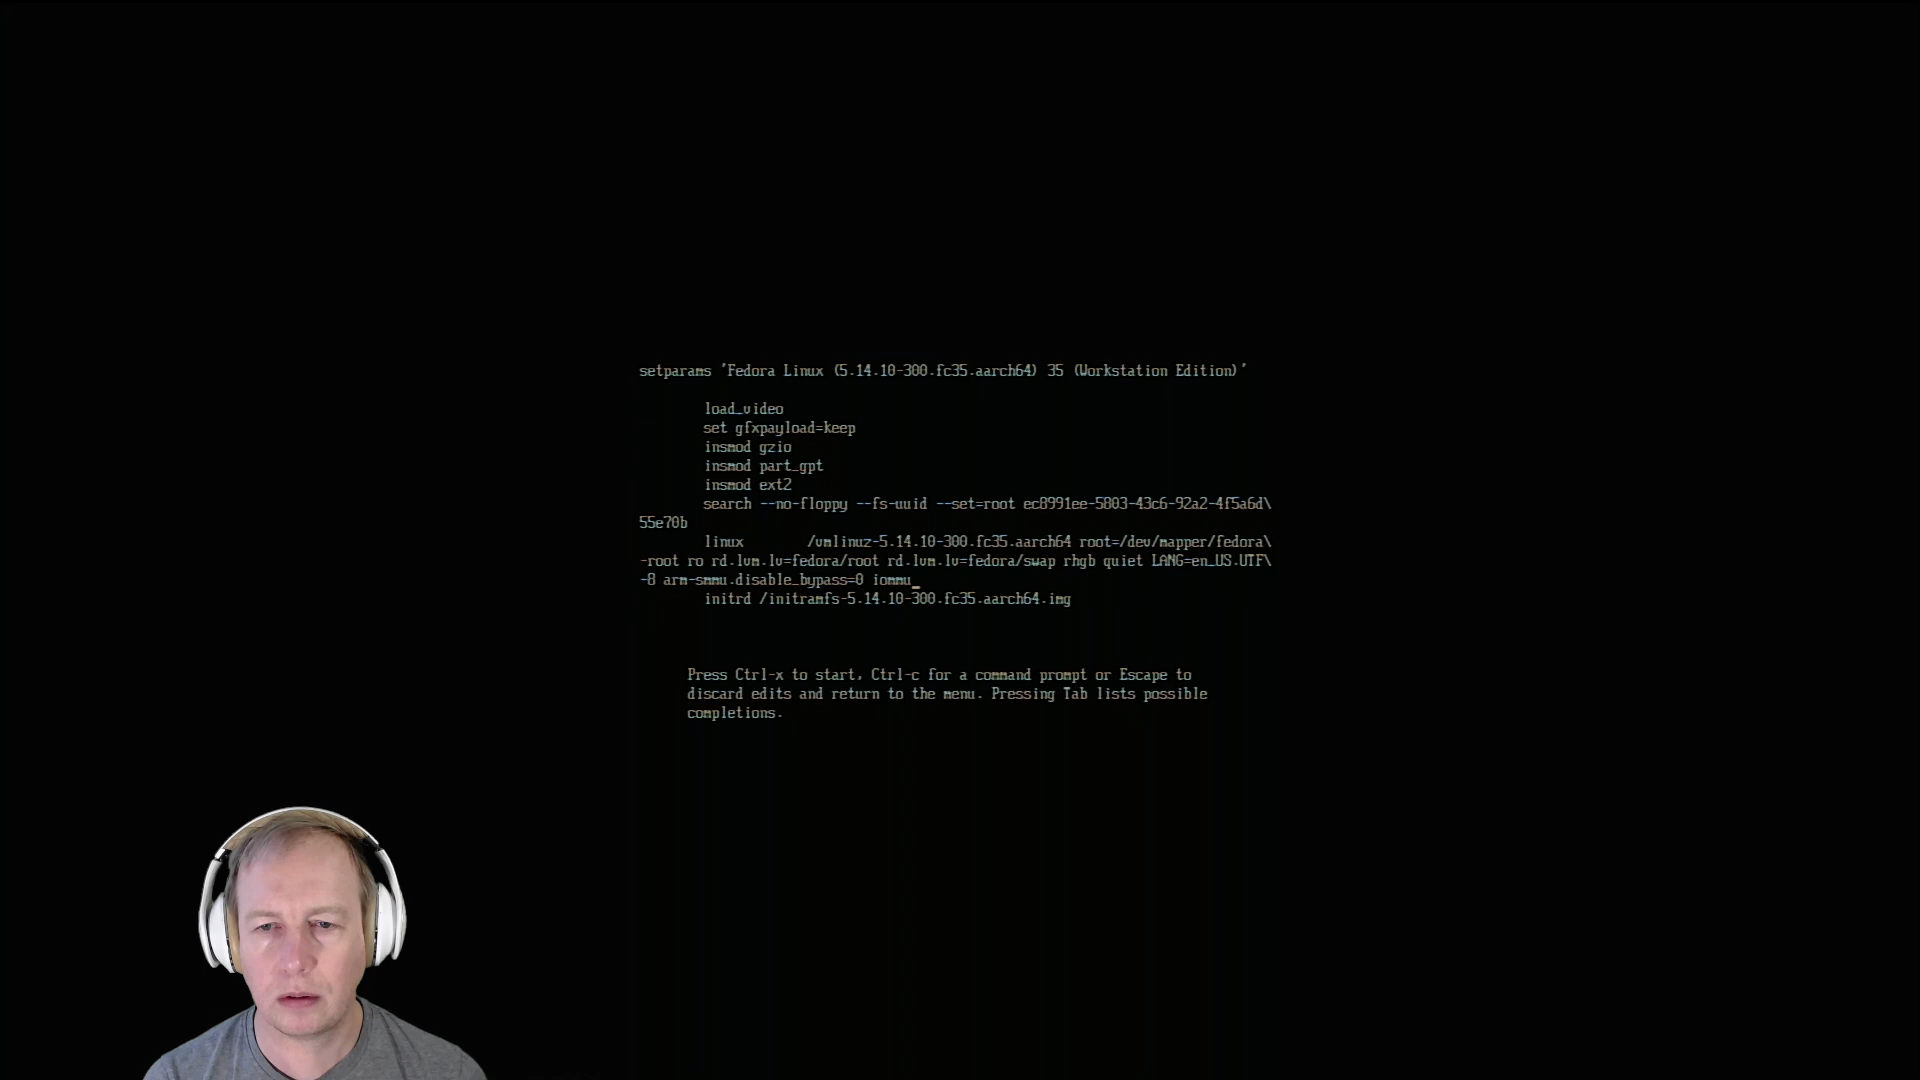 setparams 'Fedora Linux (5.14.10-300.fc35.aarch64) 35 (Workstation Edition)'
load_video
set gfxpayload=keep
insmod gzio
insmod part_gpt
insmod ext2
search --no-floppy --fs-uuid --set=root ec8991ee-5803-43c6-92a2-4f5a6d\
55e70b
linux /vmlinuz-5.14.10-300.fc35.aarch64 root=/dev/mapper/fedora\
-root ro rd.lvm.lv=fedora/root rd.lvm.lv=fedora/swap rhgb quiet LANG=en_US.UTF\
-8 arm-smmu.disable_bypass=0 iommu_
initrd /initramfs-5.14.10-300.fc35.aarch64.img
Press Ctrl-x to start, Ctrl-c for a command prompt or Escape to
discard edits and return to the menu. Pressing Tab lists possible
completions.